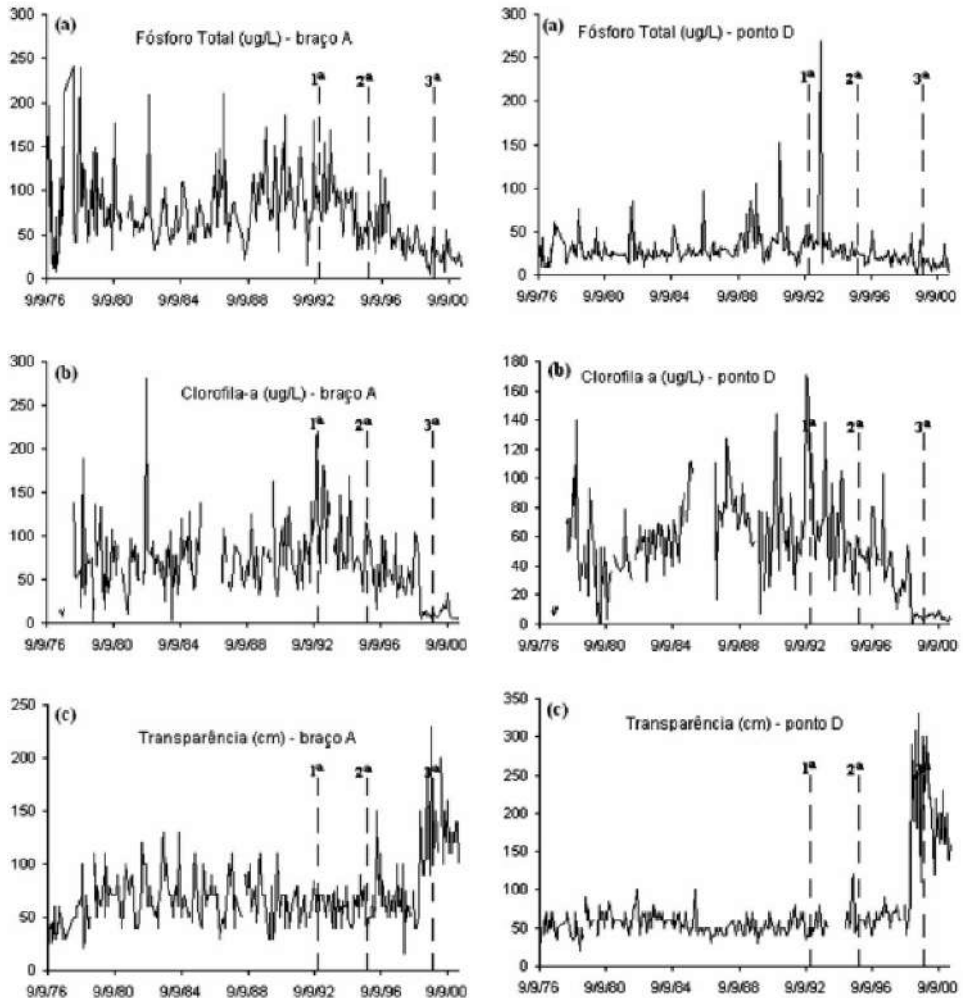 (a)
Fósforo Total (ug/L) - braço A
300
250
200
150
100
50
0
1ª 2ª 3ª
9/9/76 9/9/80 9/9/84 9/9/88 9/9/92 9/9/96 9/9/00
(a)
Fósforo Total (ug/L) - ponto D
300
250
200
150
100
50
0
1ª 2ª 3ª
9/9/76 9/9/80 9/9/84 9/9/88 9/9/92 9/9/96 9/9/00
(b)
Clorofila-a (ug/L) - braço A
300
250
200
150
100
50
0
1ª 2ª 3ª
9/9/76 9/9/80 9/9/84 9/9/88 9/9/92 9/9/96 9/9/00
(b)
Clorofila a (ug/L) - ponto D
180
160
140
120
100
80
60
40
20
0
1ª 2ª 3ª
9/9/76 9/9/80 9/9/84 9/9/88 9/9/92 9/9/96 9/9/00
(c)
Transparência (cm) - braço A
250
200
150
100
50
0
1ª 2ª 3ª
9/9/76 9/9/80 9/9/84 9/9/88 9/9/92 9/9/96 9/9/00
(c)
Transparência (cm) - ponto D
350
300
250
200
150
100
50
0
1ª 2ª
9/9/76 9/9/80 9/9/84 9/9/88 9/9/92 9/9/96 9/9/00